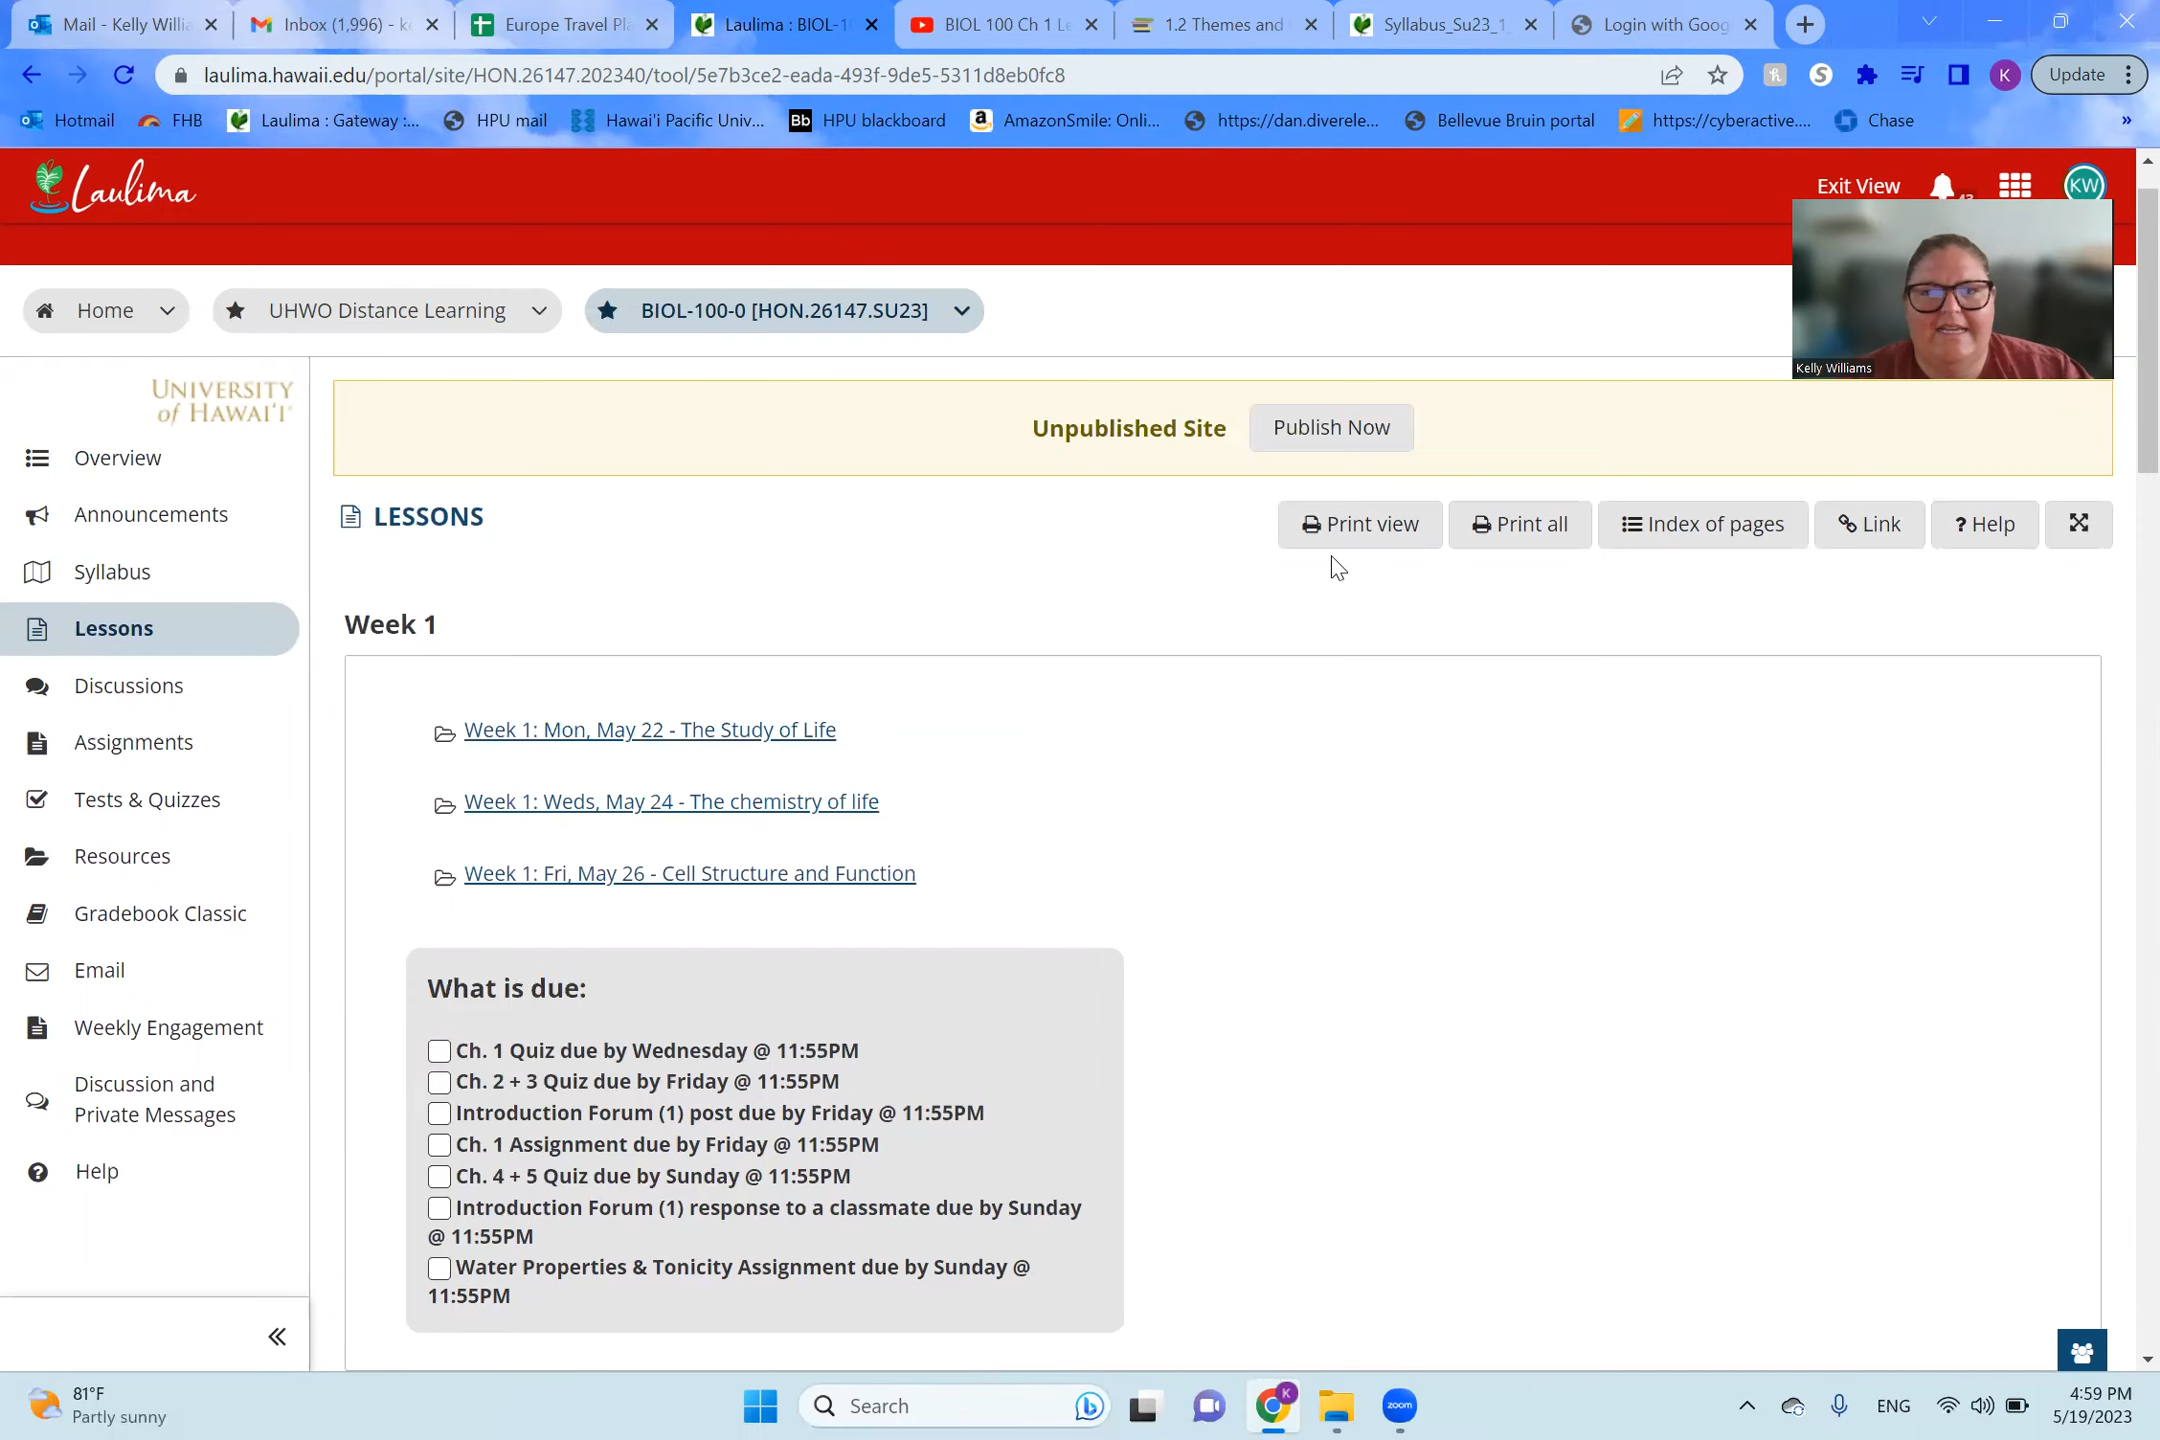 Mail - Kelly Willia
Inbox (1,996) - ke
Europe Travel Pla
Laulima : BIOL-1
BIOL 100 Ch 1 Le
1.2 Themes and
Syllabus_Su23_1
Login with Goog
laulima.hawaii.edu/portal/site/HON.26147.202340/tool/5e7b3ce2-eada-493f-9de5-5311d8eb0fc8
K
Update
Hotmail
FHB
Laulima : Gateway :...
HPU mail
Hawai'i Pacific Univ...
Bb HPU blackboard
AmazonSmile: Onli...
https://dan.diverele...
Bellevue Bruin portal
https://cyberactive....
Chase
»
Laulima
Exit View
KW
Kelly Williams
Home
UHWO Distance Learning
BIOL-100-0 [HON.26147.SU23]
UNIVERSITY
of HAWAI'I
Unpublished Site
Publish Now
Overview
Announcements
Syllabus
Lessons
Discussions
Assignments
Tests & Quizzes
Resources
Gradebook Classic
Email
Weekly Engagement
Discussion and
Private Messages
Help
LESSONS
Print view
Print all
Index of pages
Link
? Help
Week 1
Week 1: Mon, May 22 - The Study of Life
Week 1: Weds, May 24 - The chemistry of life
Week 1: Fri, May 26 - Cell Structure and Function
What is due:
Ch. 1 Quiz due by Wednesday @ 11:55PM
Ch. 2 + 3 Quiz due by Friday @ 11:55PM
Introduction Forum (1) post due by Friday @ 11:55PM
Ch. 1 Assignment due by Friday @ 11:55PM
Ch. 4 + 5 Quiz due by Sunday @ 11:55PM
Introduction Forum (1) response to a classmate due by Sunday
@ 11:55PM
Water Properties & Tonicity Assignment due by Sunday @
11:55PM
81°F
Partly sunny
Search
K
zoom
ENG
4:59 PM
5/19/2023